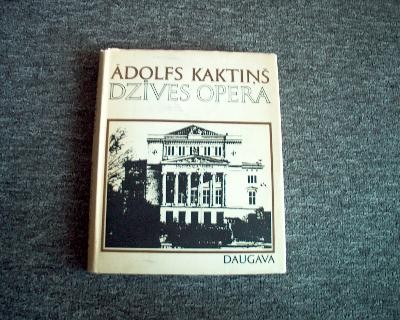 ĀDOLFS KAKTIŅŠ
DZĪVES OPERA
DAUGAVA